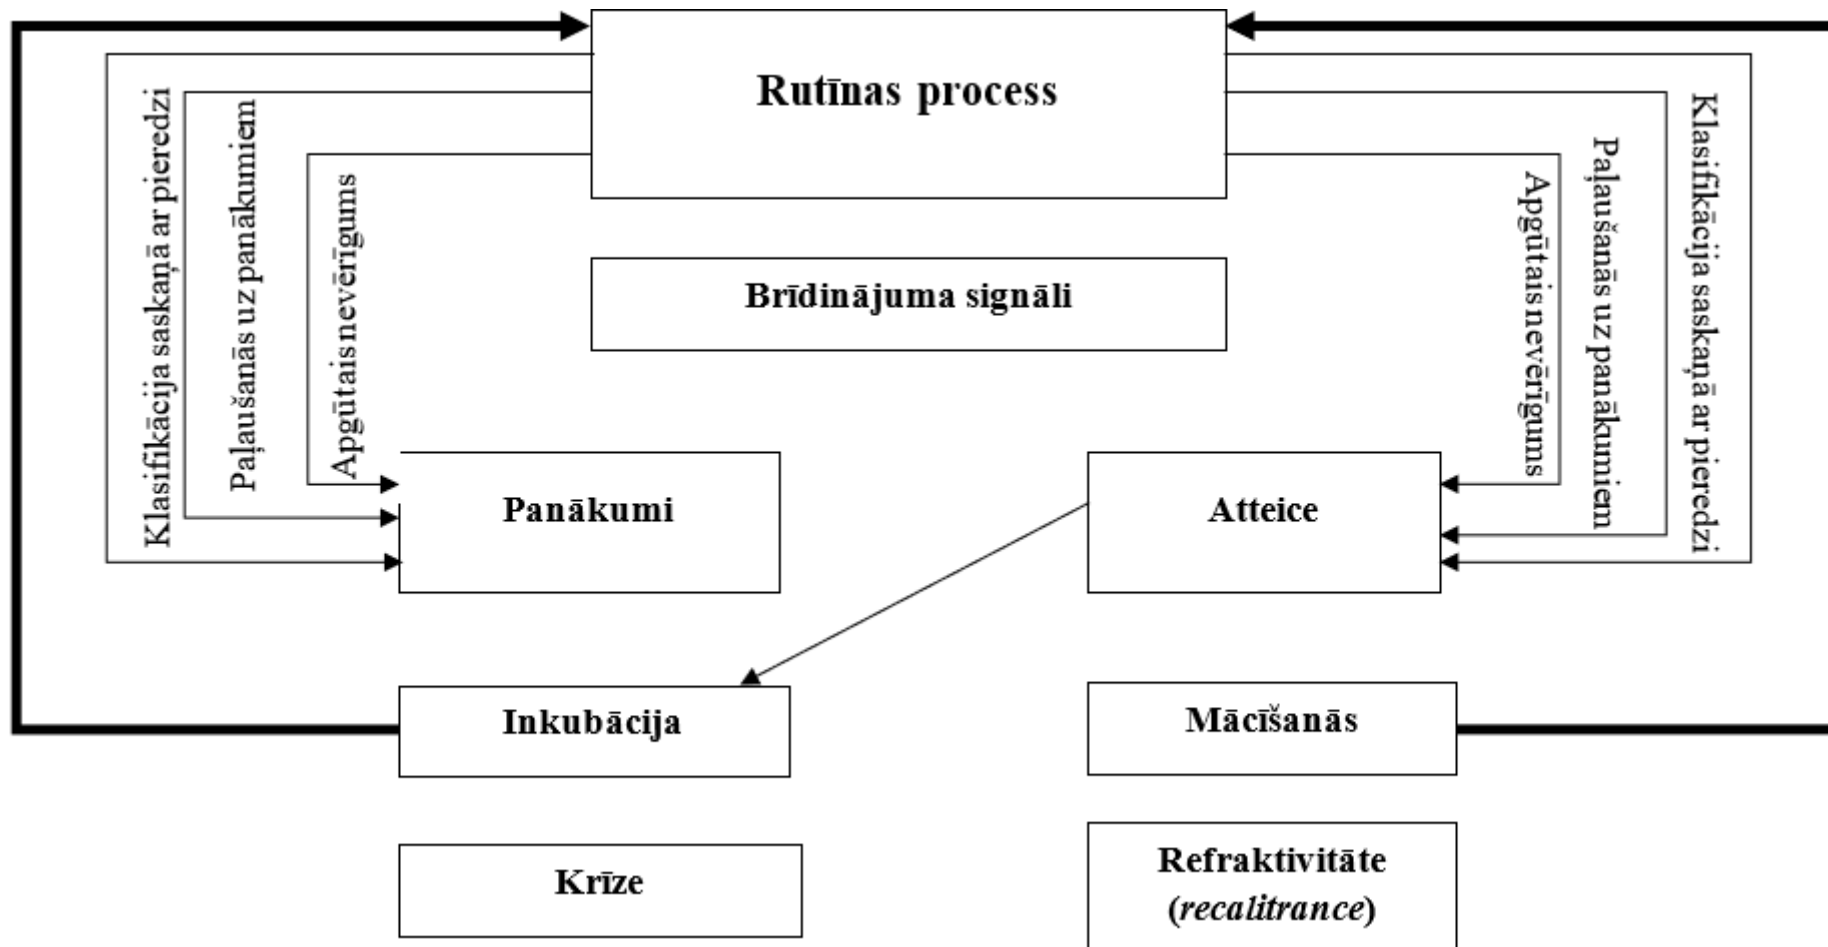 Rutīnas process
Klasifikācija saskaņā ar pieredzi
Paļaušanās uz panākumiem
Apgūtais nevērīgums
Apgūtais nevērīgums
Paļaušanās uz panākumiem
Klasifikācija saskaņā ar pieredzi
Brīdinājuma signāli
Panākumi
Atteice
Inkubācija
Mācīšanās
Krīze
Refraktivitāte
(recalitrance)